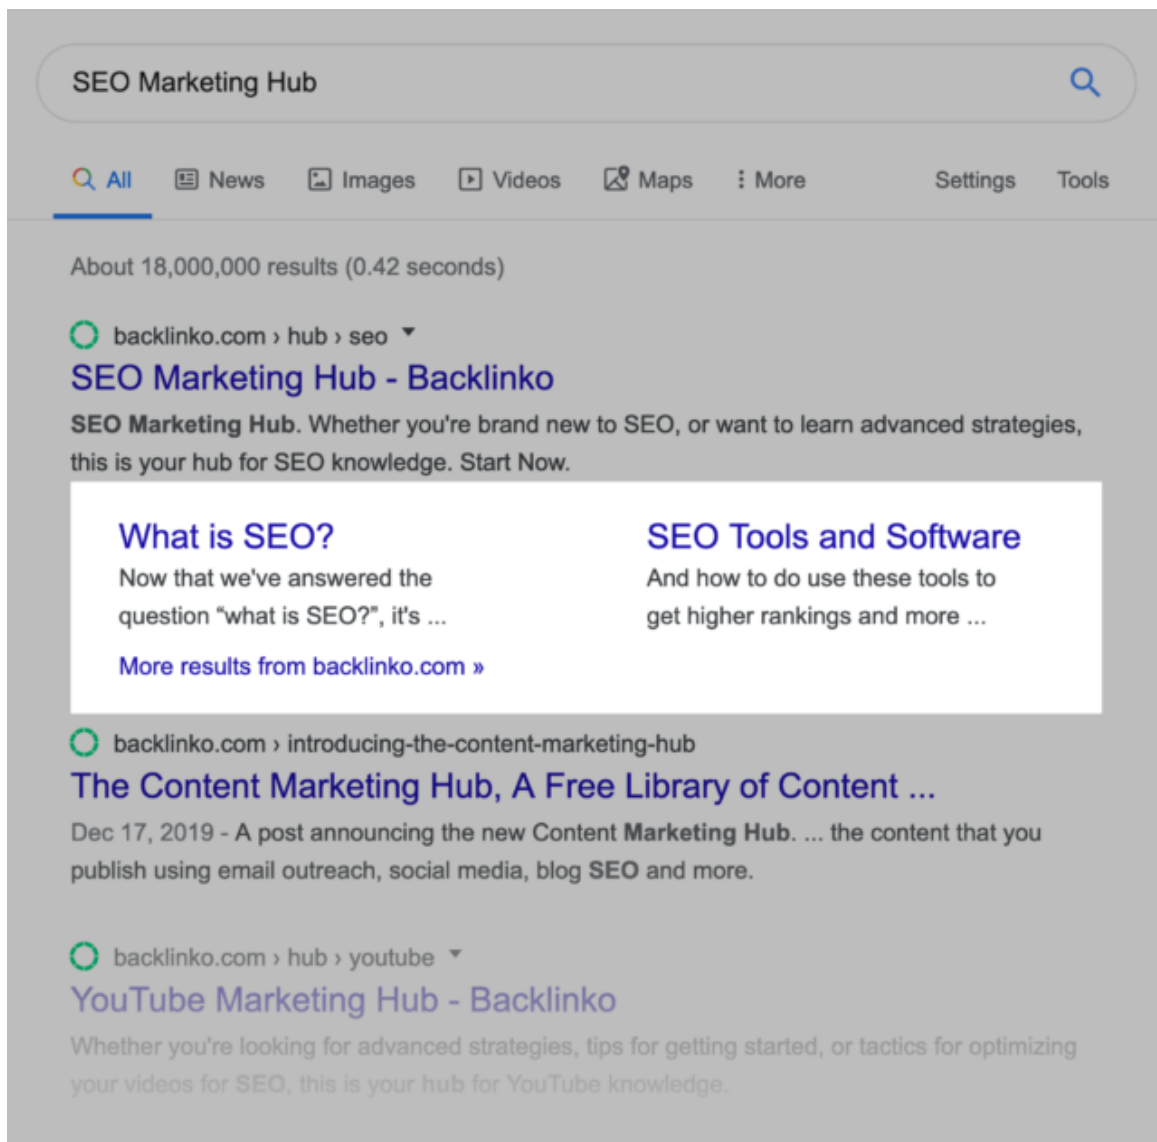 SEO Marketing Hub
All News Images Videos Maps More Settings Tools
About 18,000,000 results (0.42 seconds)
backlinko.com › hub › seo
SEO Marketing Hub - Backlinko
SEO Marketing Hub. Whether you're brand new to SEO, or want to learn advanced strategies,
this is your hub for SEO knowledge. Start Now.
What is SEO?
Now that we've answered the
question “what is SEO?”, it's ...
More results from backlinko.com »
SEO Tools and Software
And how to do use these tools to
get higher rankings and more ...
backlinko.com › introducing-the-content-marketing-hub
The Content Marketing Hub, A Free Library of Content ...
Dec 17, 2019 - A post announcing the new Content Marketing Hub. ... the content that you
publish using email outreach, social media, blog SEO and more.
backlinko.com › hub › youtube
YouTube Marketing Hub - Backlinko
Whether you're looking for advanced strategies, tips for getting started, or tactics for optimizing
your videos for SEO, this is your hub for YouTube knowledge.